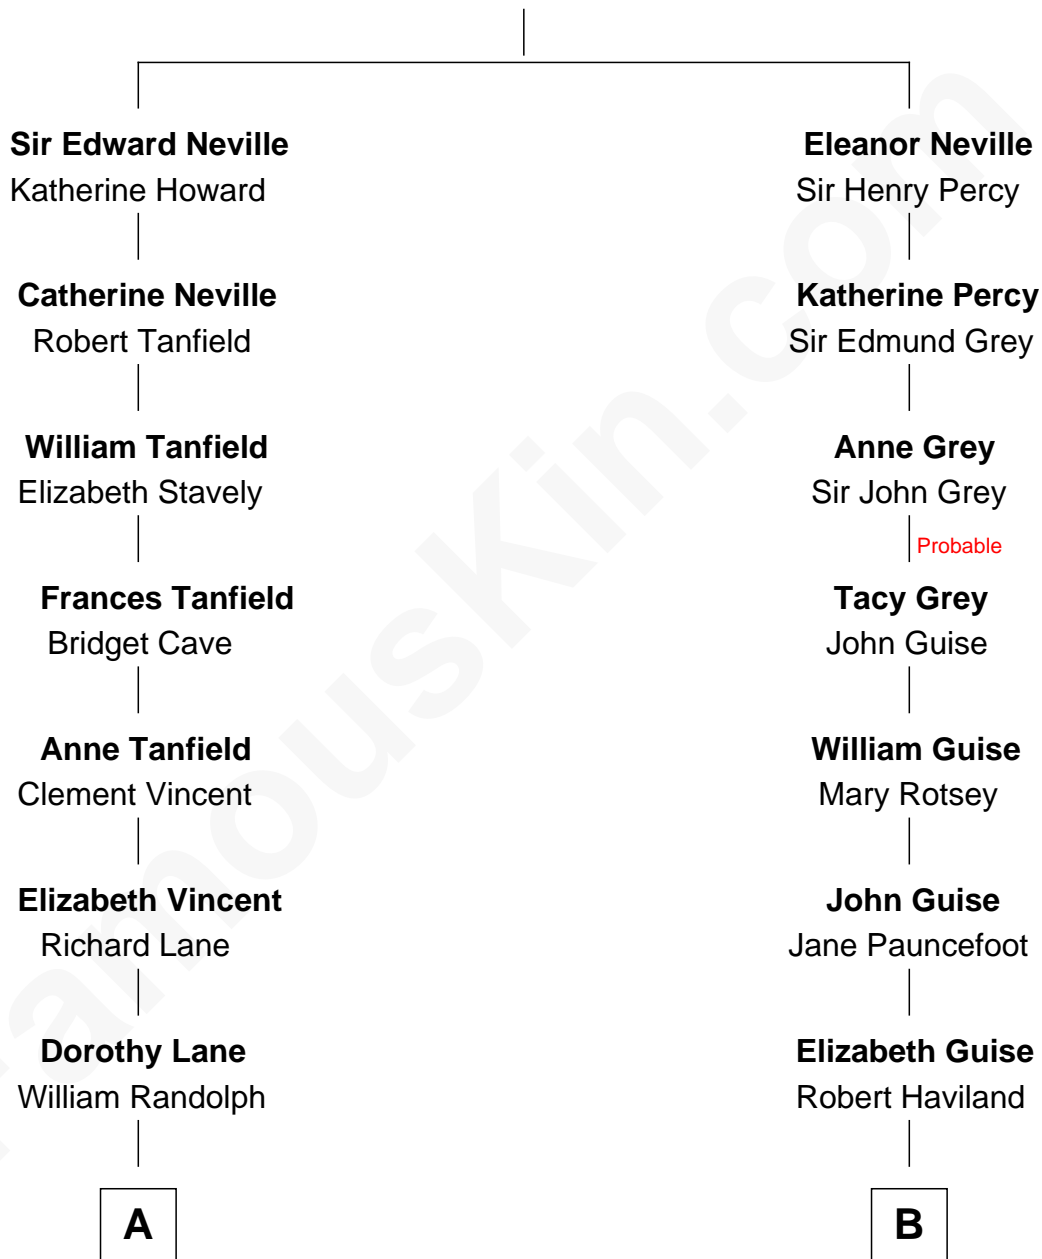 Sir Edward Neville
Katherine Howard
Catherine Neville
Robert Tanfield
William Tanfield
Elizabeth Stavely
Frances Tanfield
Bridget Cave
Anne Tanfield
Clement Vincent
Elizabeth Vincent
Richard Lane
Dorothy Lane
William Randolph
A
Eleanor Neville
Sir Henry Percy
Katherine Percy
Sir Edmund Grey
Anne Grey
Sir John Grey
Probable
Tacy Grey
John Guise
William Guise
Mary Rotsey
John Guise
Jane Pauncefoot
Elizabeth Guise
Robert Haviland
B
FamousKin.com